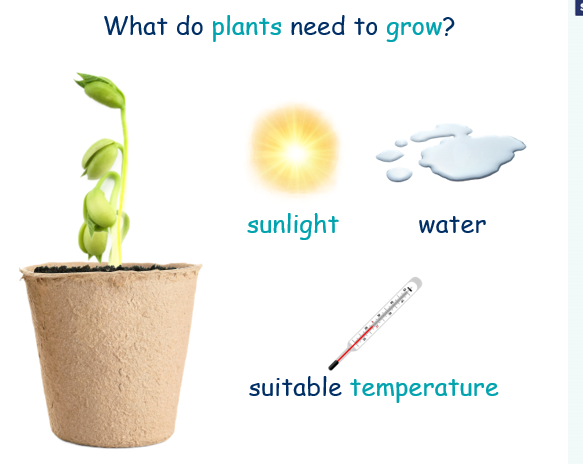 What do plants need to grow?
sunlight
water
suitable temperature